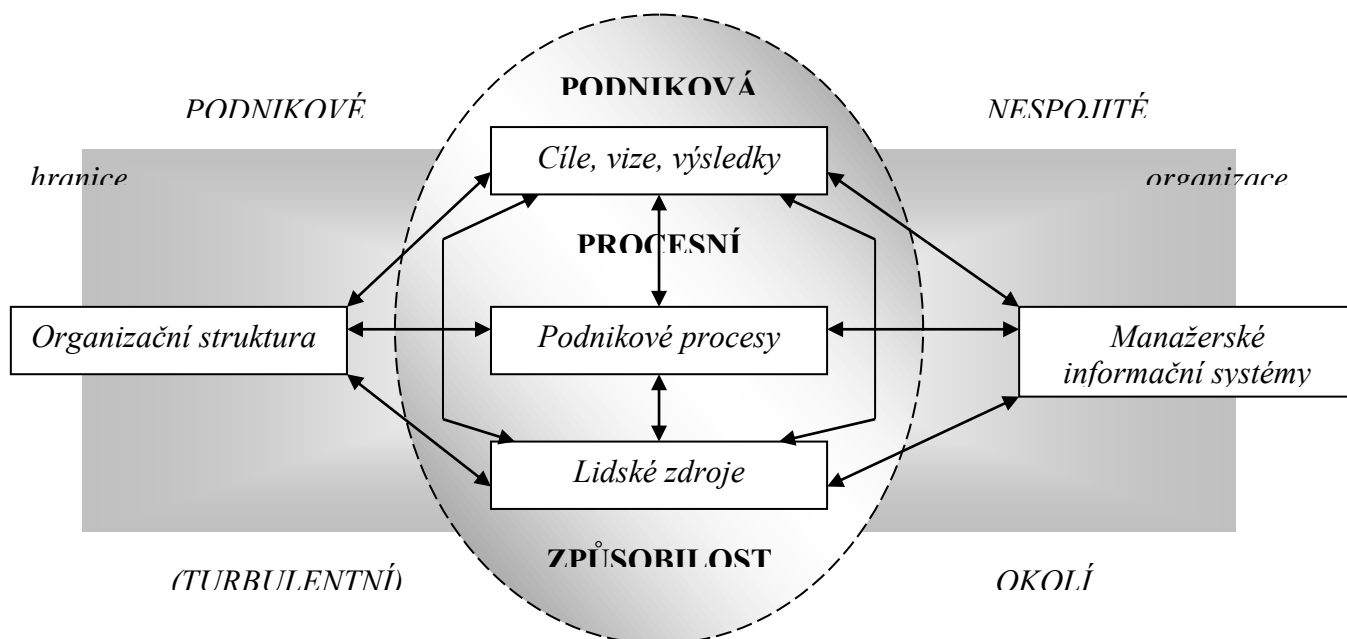 PODNIKOVÁ
PODNIKOVÉ
NESPOJITÉ
Cíle, vize, výsledky
hranice
organizace
PROCESNÍ
Organizační struktura
Podnikové procesy
Manažerské
informační systémy
Lidské zdroje
ZPŮSOBILOST
(TURBULENTNÍ)
OKOLÍ